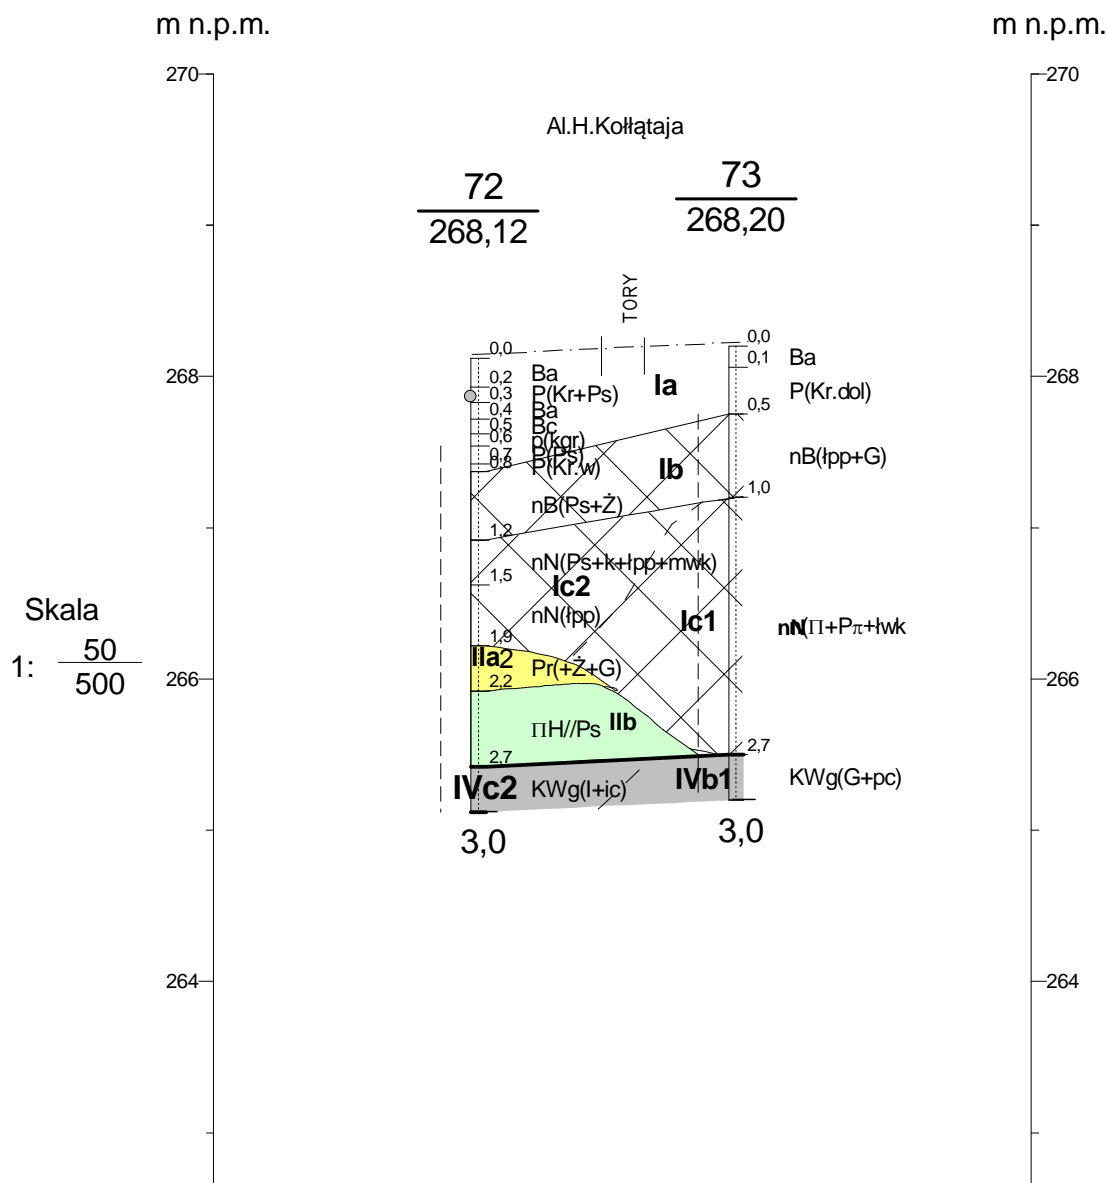 m n.p.m.
m n.p.m.
270
270
Al.H.Kołłątaja
72
268,12
73
268,20
TORY
0,0
0,0
0,1
Ba
268
268
0,2
Ba
Ia
0,3
P(Kr+Ps)
P(Kr.dol)
0,4
Ba
0,5
0,5
Bc
0,6
p(kgr)
0,7
P(Ps)
0,8
P(Kr.w)
Ib
nB(łpp+G)
1,0
nB(Ps+Ż)
1,2
nN(Ps+k+łpp+mwk)
1,5
Ic2
Skala
1:
50
500
nN(łpp)
Ic1
nN(Π+Pπ+łwk
1,9
IIa2
Pr(+Ż+G)
266
266
2,2
ΠH//Ps
IIb
2,7
2,7
IVc2
KWg(I+ic)
IVb1
KWg(G+pc)
3,0
3,0
264
264